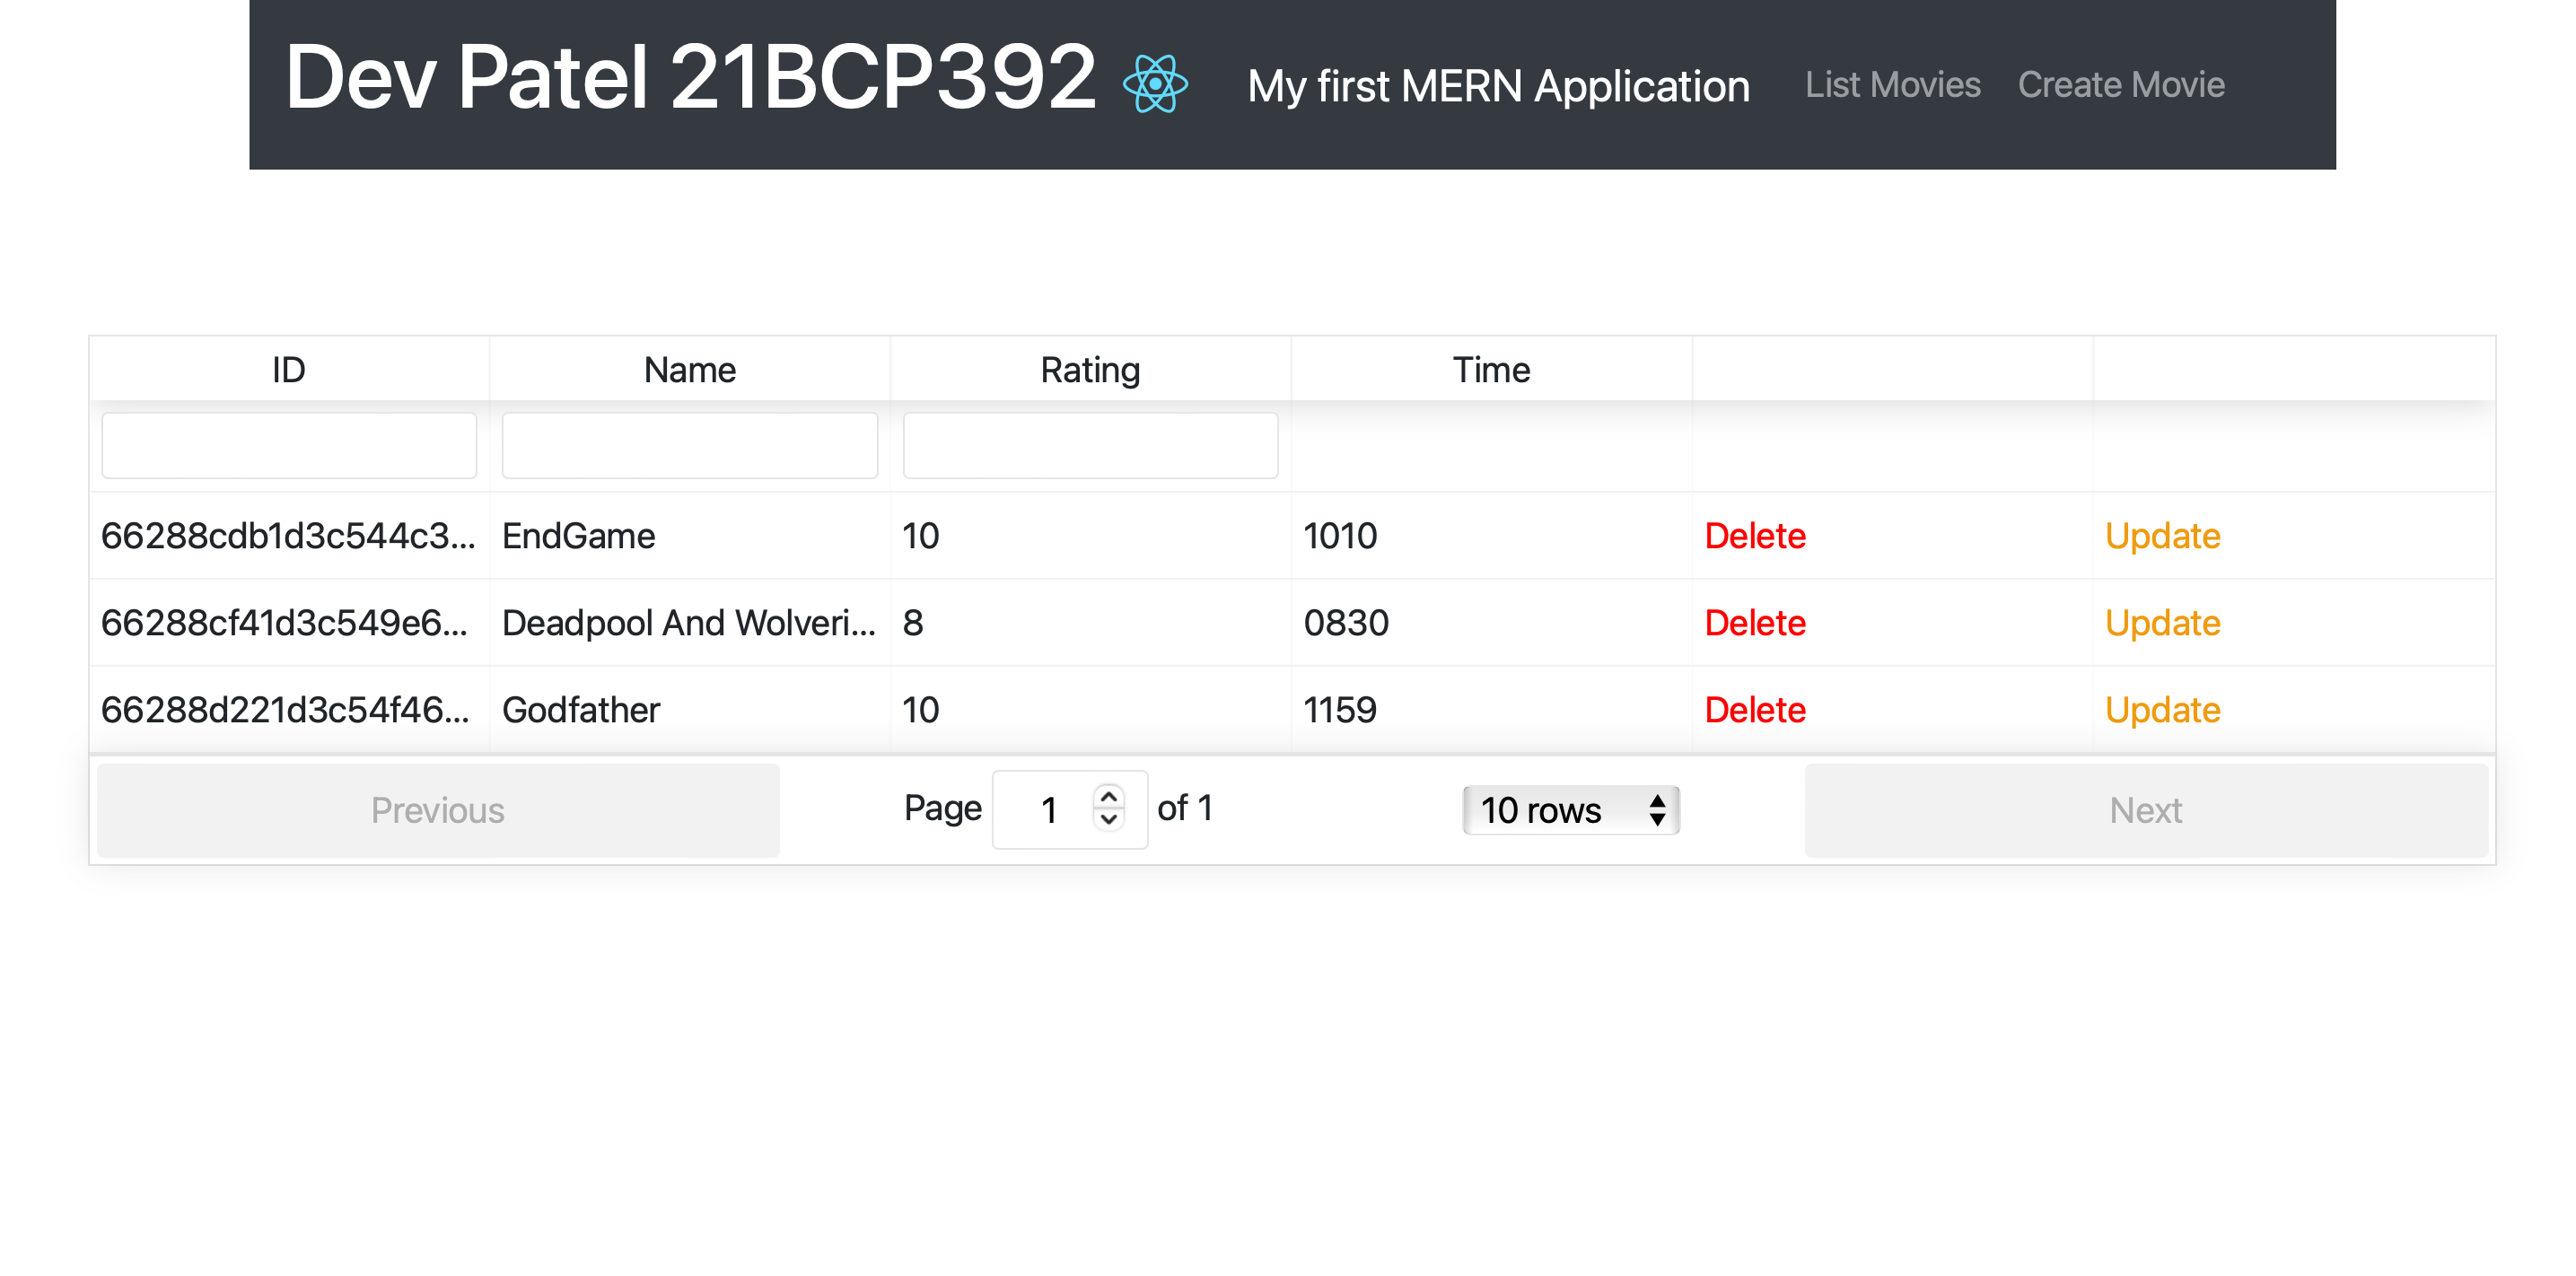 Dev Patel 21BCP392 My first MERN Application List Movies Create Movie
ID Name Rating Time
66288cdb1d3c544c3... EndGame 10 1010 Delete Update
66288cf41d3c549e6... Deadpool And Wolveri... 8 0830 Delete Update
66288d221d3c54f46... Godfather 10 1159 Delete Update
Previous Page 1 of 1 10 rows Next